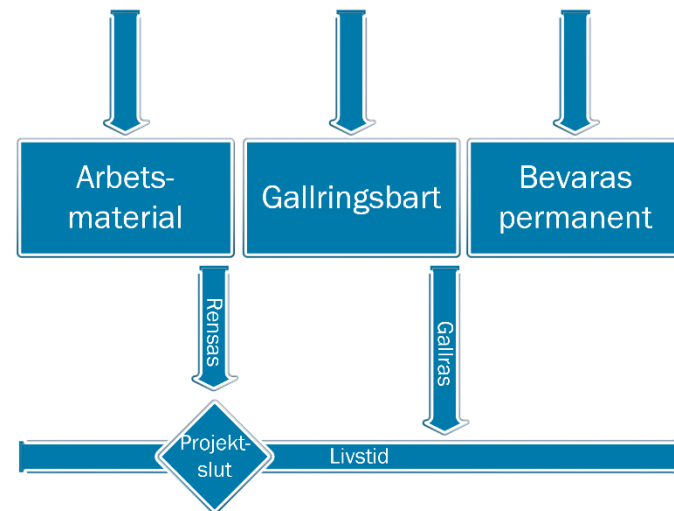 Arbets-
material
Gallringsbart
Bevaras
permanent
Rensas
Gallras
Projekt-
slut
Livstid